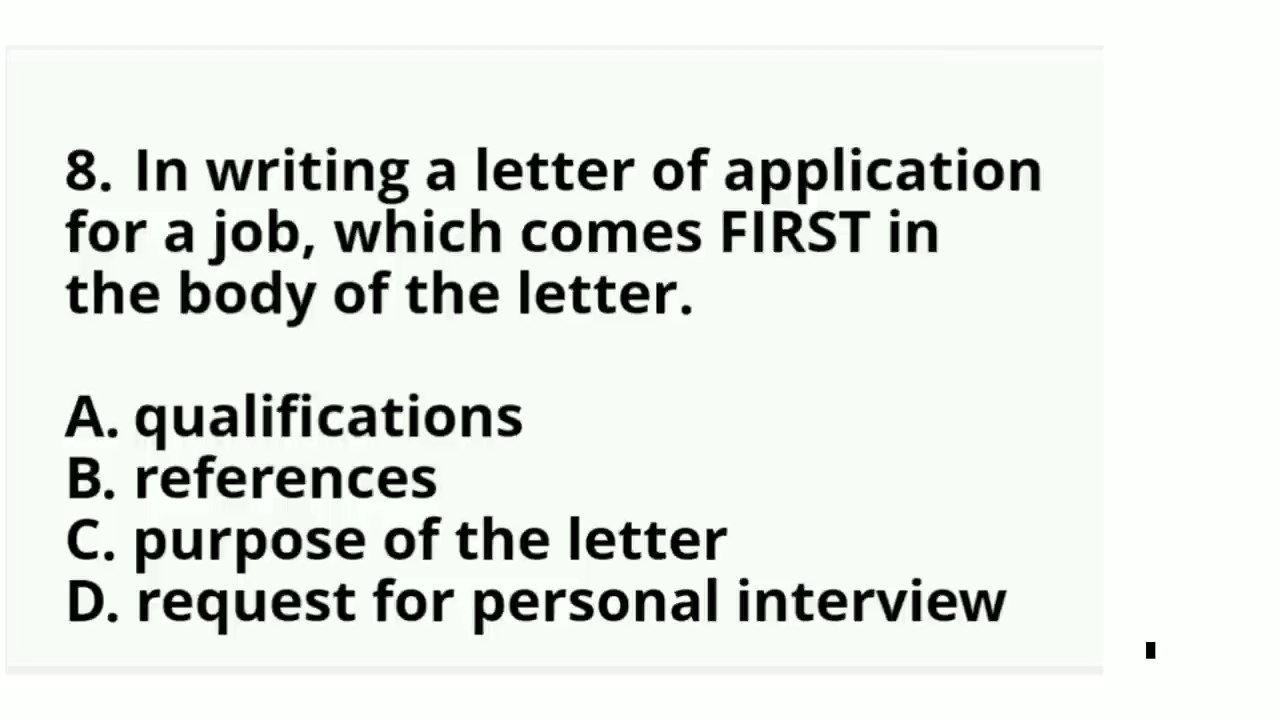 8. In writing a letter of application
for a job, which comes FIRST in
the body of the letter.
A. qualifications
B. references
C. purpose of the letter
D. request for personal interview